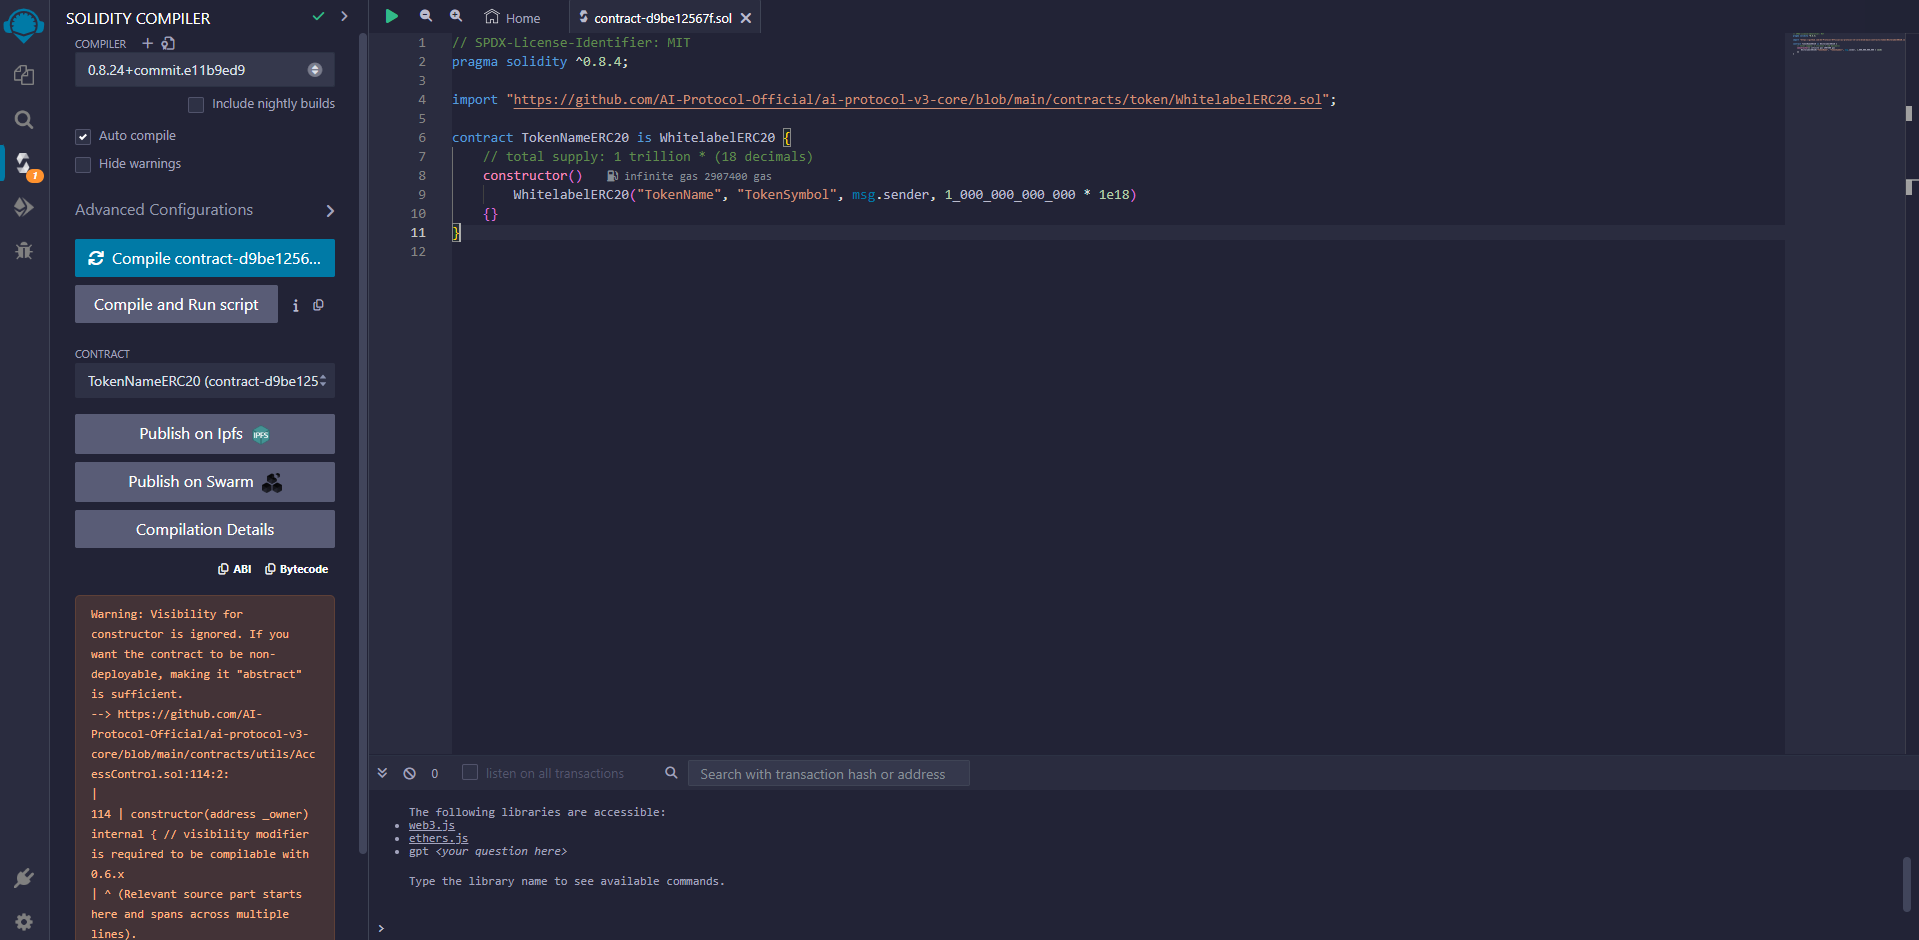 SOLIDITY COMPILER
COMPILER
0.8.24+commit.e11b9ed9
Include nightly builds
Auto compile
Hide warnings
1
Advanced Configurations
Compile contract-d9be1256...
Compile and Run script
CONTRACT
TokenNameERC20 (contract-d9be125
Publish on Ipfs IPFS
Publish on Swarm
Compilation Details
ABI Bytecode
Warning: Visibility for
constructor is ignored. If you
want the contract to be non-
deployable, making it "abstract"
is sufficient.
--> https://github.com/AI-
Protocol-Official/ai-protocol-v3-
core/blob/main/contracts/utils/Acc
essControl.sol:114:2:
|
114 | constructor(address _owner)
internal { // visibility modifier
is required to be compilable with
0.6.x
| ^ (Relevant source part starts
here and spans across multiple
lines).
Home
contract-d9be12567f.sol
1 // SPDX-License-Identifier: MIT
2 pragma solidity ^0.8.4;
3
4 import "https://github.com/AI-Protocol-Official/ai-protocol-v3-core/blob/main/contracts/token/WhitelabelERC20.sol";
5
6 contract TokenNameERC20 is WhitelabelERC20 {
7 // total supply: 1 trillion * (18 decimals)
8 constructor() infinite gas 2907400 gas
9 WhitelabelERC20("TokenName", "TokenSymbol", msg.sender, 1_000_000_000_000 * 1e18)
10 {}
11 }
12
0
listen on all transactions
Search with transaction hash or address
The following libraries are accessible:
• web3.js
• ethers.js
• gpt <your question here>
Type the library name to see available commands.
>